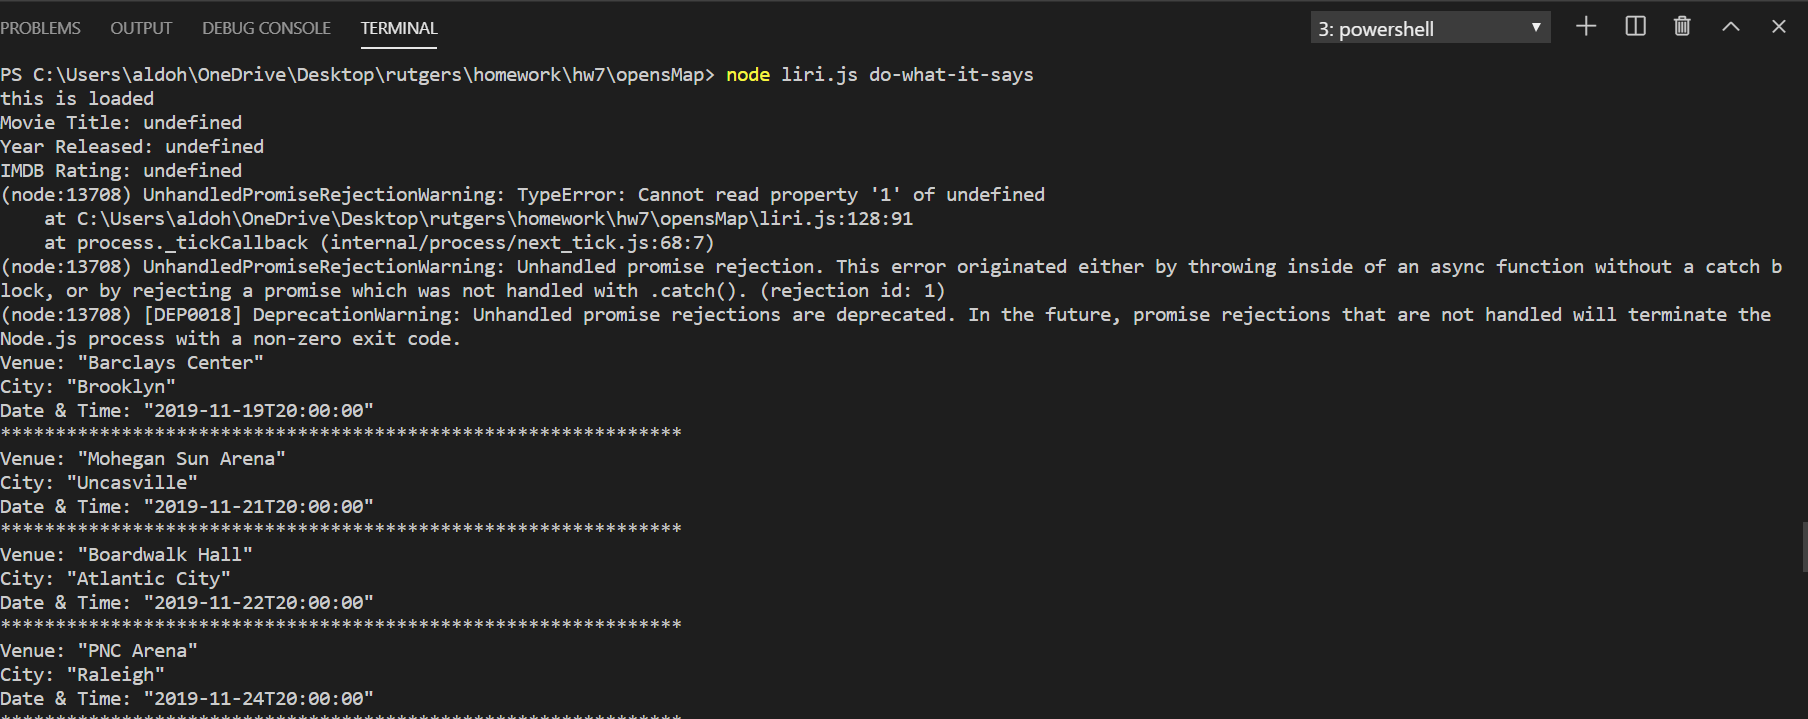 PROBLEMS OUTPUT DEBUG CONSOLE TERMINAL 3: powershell
PS C:\Users\aldoh\OneDrive\Desktop\rutgers\homework\hw7\opensMap> node liri.js do-what-it-says
this is loaded
Movie Title: undefined
Year Released: undefined
IMDB Rating: undefined
(node:13708) UnhandledPromiseRejectionWarning: TypeError: Cannot read property '1' of undefined
    at C:\Users\aldoh\OneDrive\Desktop\rutgers\homework\hw7\opensMap\liri.js:128:91
    at process._tickCallback (internal/process/next_tick.js:68:7)
(node:13708) UnhandledPromiseRejectionWarning: Unhandled promise rejection. This error originated either by throwing inside of an async function without a catch b
lock, or by rejecting a promise which was not handled with .catch(). (rejection id: 1)
(node:13708) [DEP0018] DeprecationWarning: Unhandled promise rejections are deprecated. In the future, promise rejections that are not handled will terminate the
Node.js process with a non-zero exit code.
Venue: "Barclays Center"
City: "Brooklyn"
Date & Time: "2019-11-19T20:00:00"
**************************************************************
Venue: "Mohegan Sun Arena"
City: "Uncasville"
Date & Time: "2019-11-21T20:00:00"
**************************************************************
Venue: "Boardwalk Hall"
City: "Atlantic City"
Date & Time: "2019-11-22T20:00:00"
**************************************************************
Venue: "PNC Arena"
City: "Raleigh"
Date & Time: "2019-11-24T20:00:00"
**************************************************************